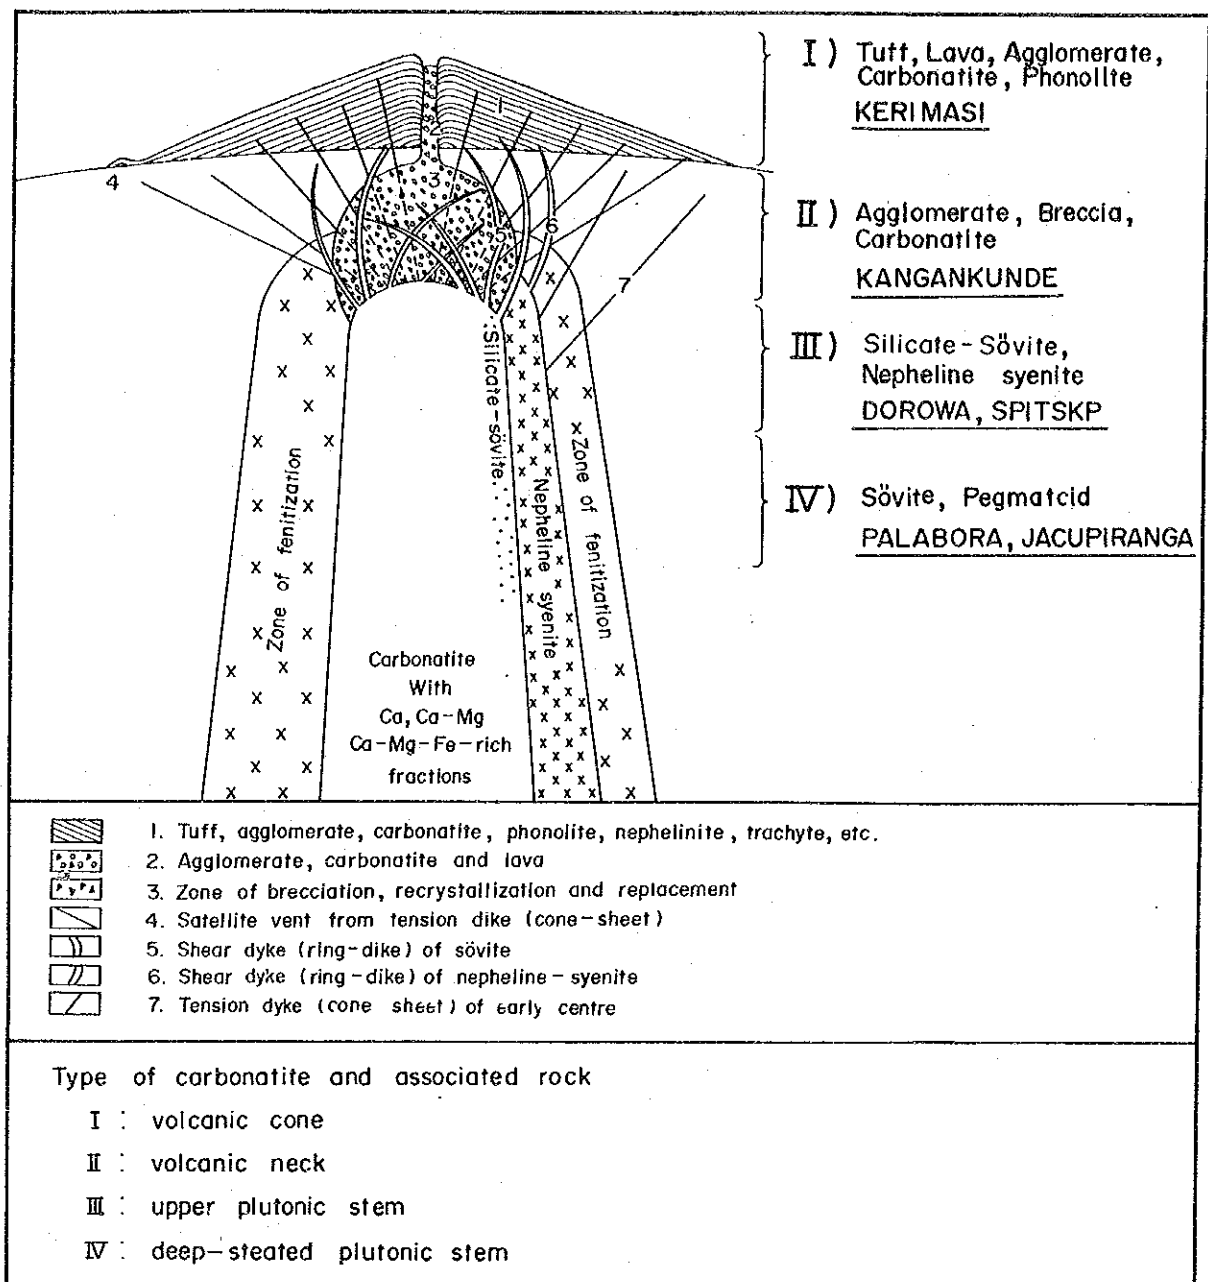 I) Tuff, Lava, Agglomerate,
Carbonatite, Phonolite
KERIMASI
II) Agglomerate, Breccia,
Carbonatite
KANGANKUNDE
III) Silicate-Sövite,
Nepheline syenite
DOROWA, SPITSKP
IV) Sövite, Pegmatcid
PALABORA, JACUPIRANGA
1
2
3
4
5
6
7
Zone of
fenitization
Silicate-sövite
Nepheline syenite
Zone of fenitization
Carbonatite
With
Ca, Ca-Mg
Ca-Mg-Fe-rich
fractions
1. Tuff, agglomerate, carbonatite, phonolite, nephelinite, trachyte, etc.
2. Agglomerate, carbonatite and lava
3. Zone of brecciation, recrystallization and replacement
4. Satellite vent from tension dike (cone-sheet)
5. Shear dyke (ring-dike) of sövite
6. Shear dyke (ring-dike) of nepheline-syenite
7. Tension dyke (cone sheet) of early centre
Type of carbonatite and associated rock
I : volcanic cone
II : volcanic neck
III : upper plutonic stem
IV : deep-steated plutonic stem